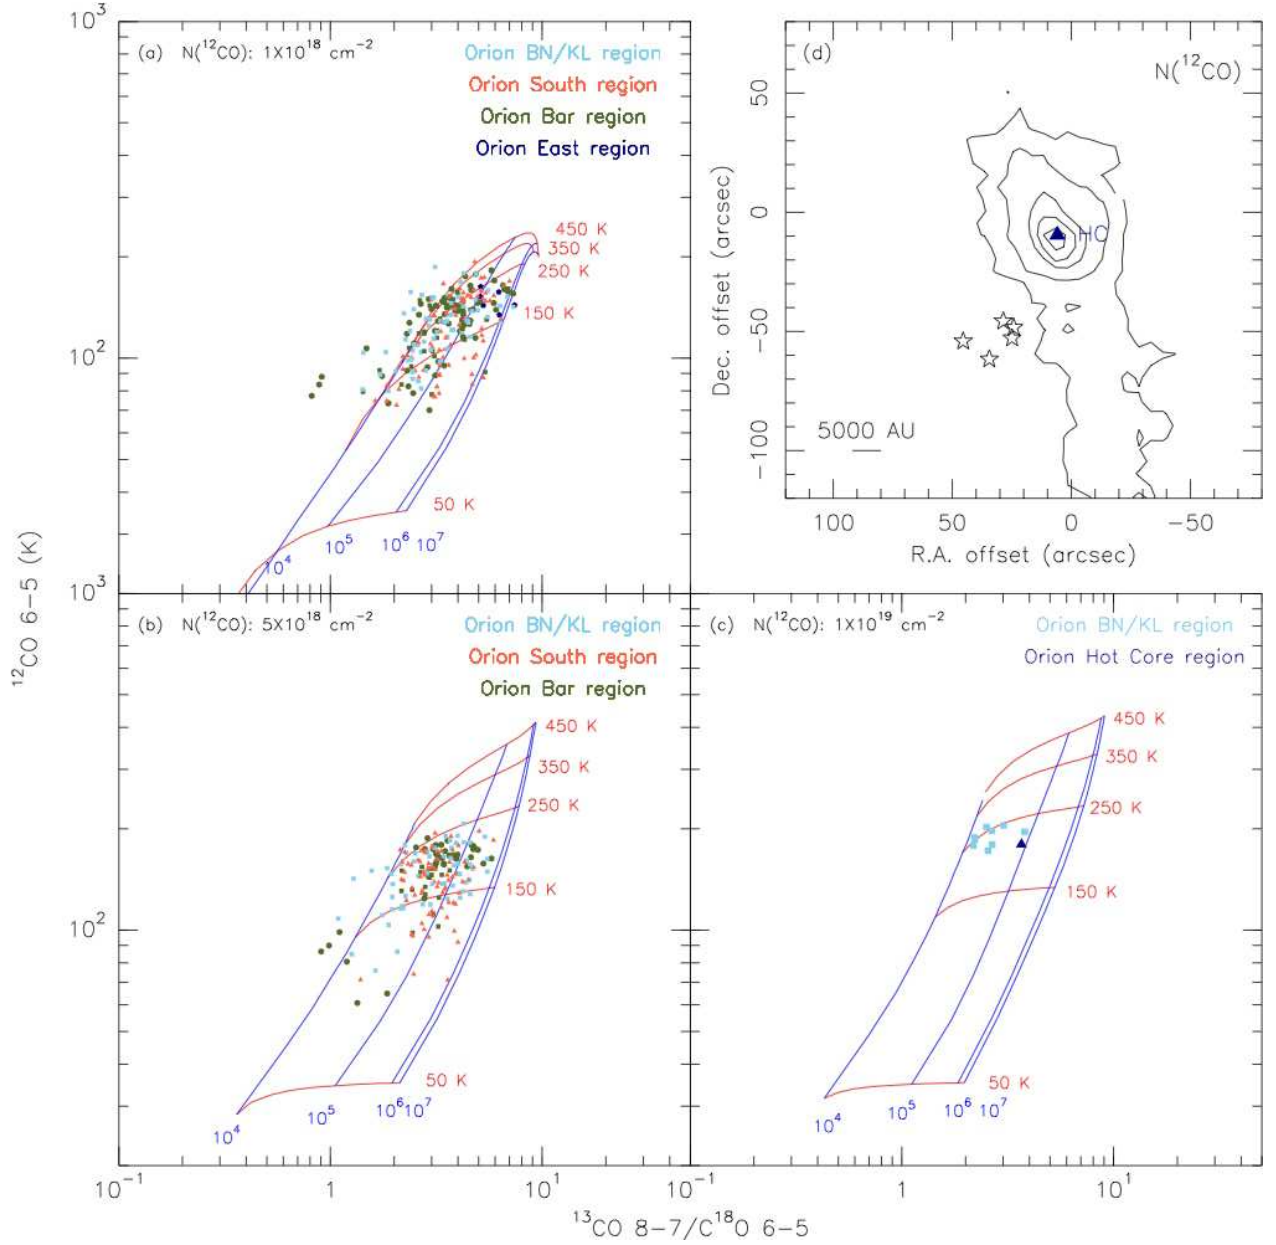 10³
(a) N(¹²CO): 1X10¹⁸ cm⁻²
Orion BN/KL region
Orion South region
Orion Bar region
Orion East region
450 K
350 K
250 K
150 K
50 K
10⁴
10⁵
10⁶ 10⁷
10²
(d)
N(¹²CO)
HC
5000 AU
50
0
−50
−100
Dec. offset (arcsec)
100 50 0 −50
R.A. offset (arcsec)
10³
(b) N(¹²CO): 5X10¹⁸ cm⁻²
Orion BN/KL region
Orion South region
Orion Bar region
450 K
350 K
250 K
150 K
50 K
10⁴
10⁵
10⁶ 10⁷
10²
(c) N(¹²CO): 1X10¹⁹ cm⁻²
Orion BN/KL region
Orion Hot Core region
450 K
350 K
250 K
150 K
50 K
10⁴
10⁵
10⁶ 10⁷
¹²CO 6−5 (K)
10⁻¹ 1 10¹ 10⁻¹ 1 10¹
¹³CO 8−7/C¹⁸O 6−5